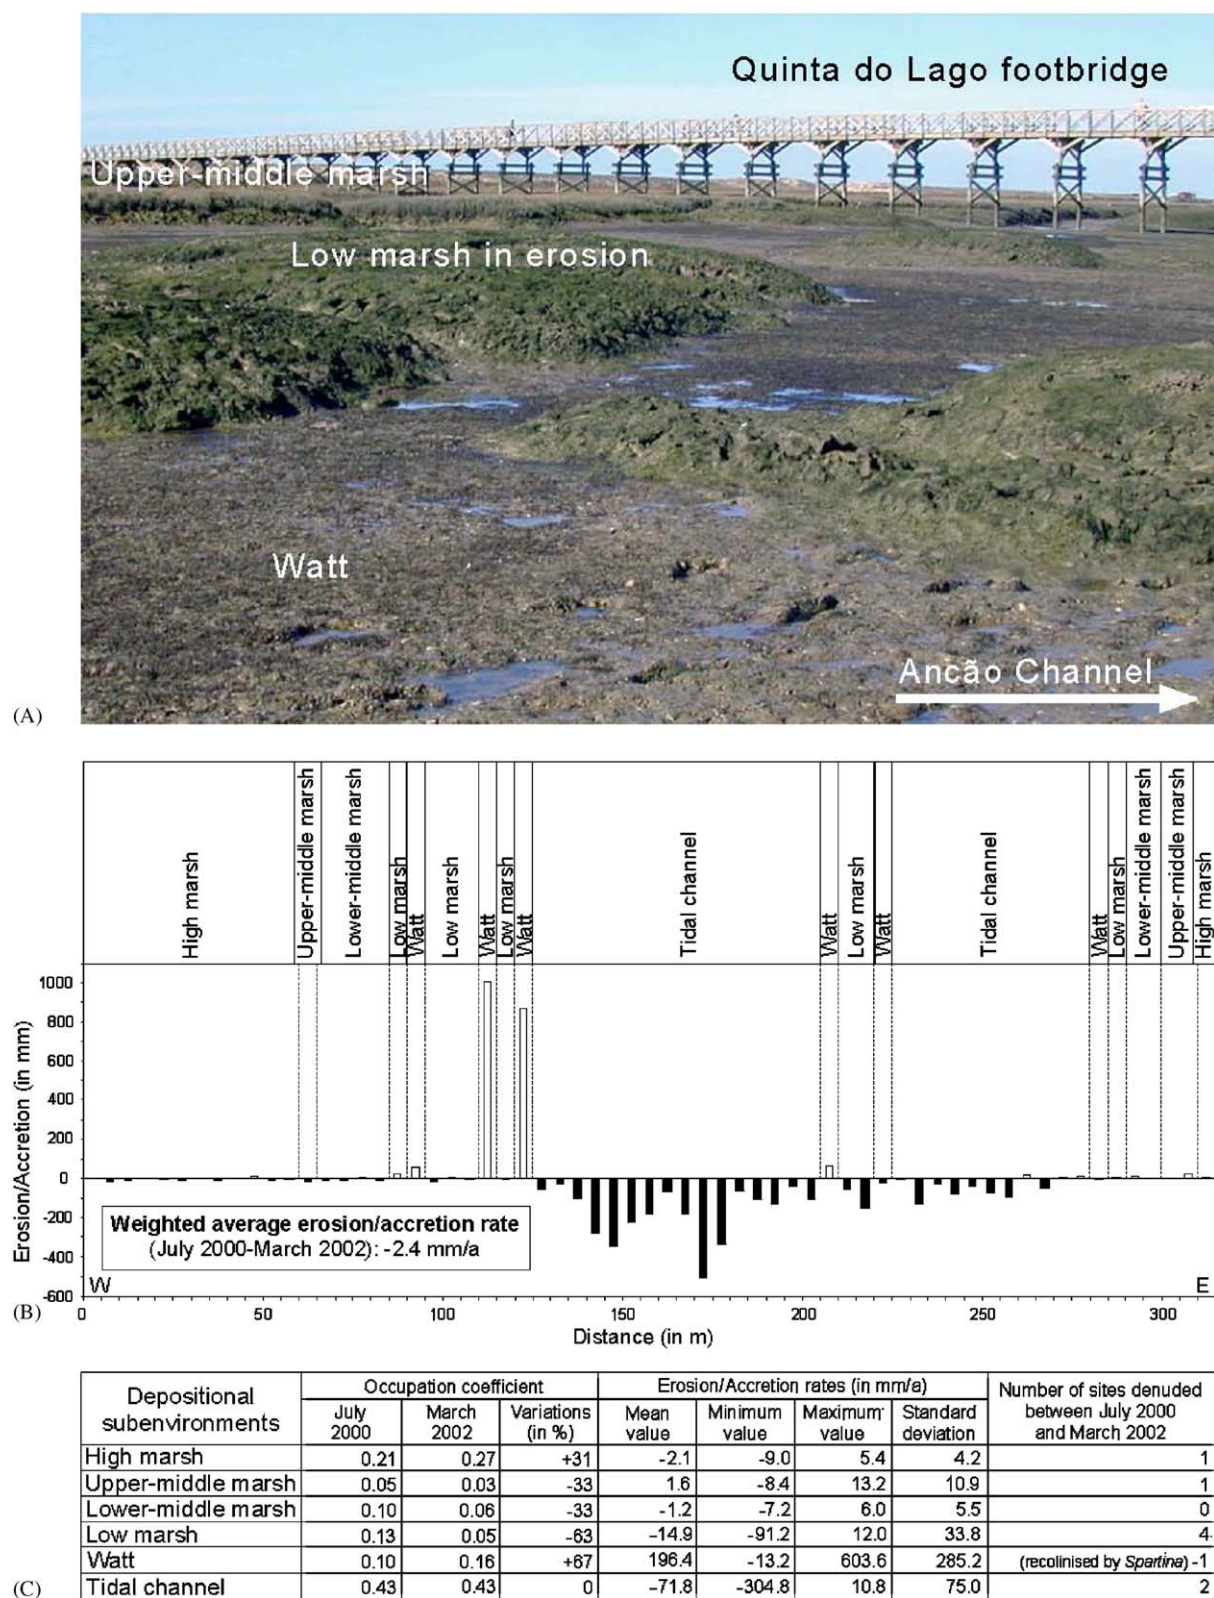 Quinta do Lago footbridge
Upper-middle marsh
Low marsh in erosion
Watt
Ancão Channel
(A)
High marsh
Upper-middle marsh
Lower-middle marsh
Low marsh
Watt
Low marsh
Watt
Low marsh
Watt
Tidal channel
Watt
Low marsh
Watt
Tidal channel
Watt
Low marsh
Lower-middle marsh
Upper-middle marsh
High marsh
Erosion/Accretion (in mm)
1000
800
600
400
200
0
-200
-400
-600
Weighted average erosion/accretion rate
(July 2000-March 2002): -2.4 mm/a
W
E
(B)
0 50 100 150 200 250 300
Distance (in m)
Depositional subenvironments
Occupation coefficient
Erosion/Accretion rates (in mm/a)
Number of sites denuded between July 2000 and March 2002
July 2000
March 2002
Variations (in %)
Mean value
Minimum value
Maximum value
Standard deviation
High marsh 0.21 0.27 +31 -2.1 -9.0 5.4 4.2 1
Upper-middle marsh 0.05 0.03 -33 1.6 -8.4 13.2 10.9 1
Lower-middle marsh 0.10 0.06 -33 -1.2 -7.2 6.0 5.5 0
Low marsh 0.13 0.05 -63 -14.9 -91.2 12.0 33.8 4
Watt 0.10 0.16 +67 196.4 -13.2 603.6 285.2 (recolinised by Spartina) -1
Tidal channel 0.43 0.43 0 -71.8 -304.8 10.8 75.0 2
(C)